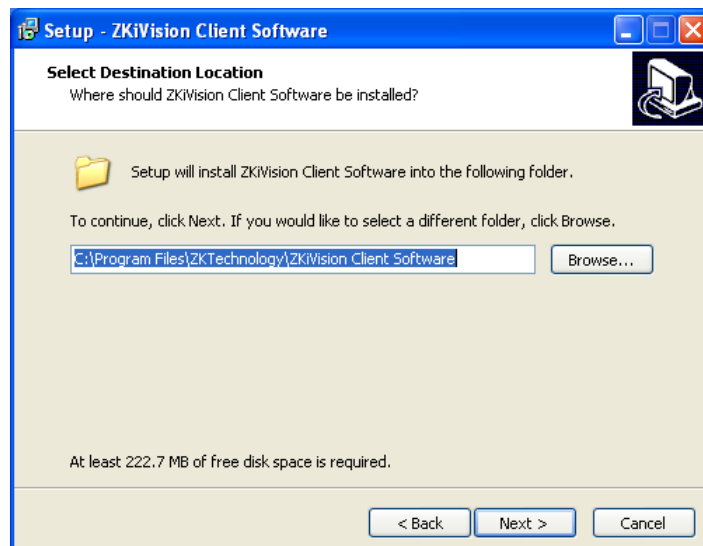 Setup - ZKiVision Client Software
Select Destination Location
Where should ZKiVision Client Software be installed?
Setup will install ZKiVision Client Software into the following folder.
To continue, click Next. If you would like to select a different folder, click Browse.
C:\Program Files\ZKTechnology\ZKiVision Client Software
Browse...
At least 222.7 MB of free disk space is required.
< Back
Next >
Cancel